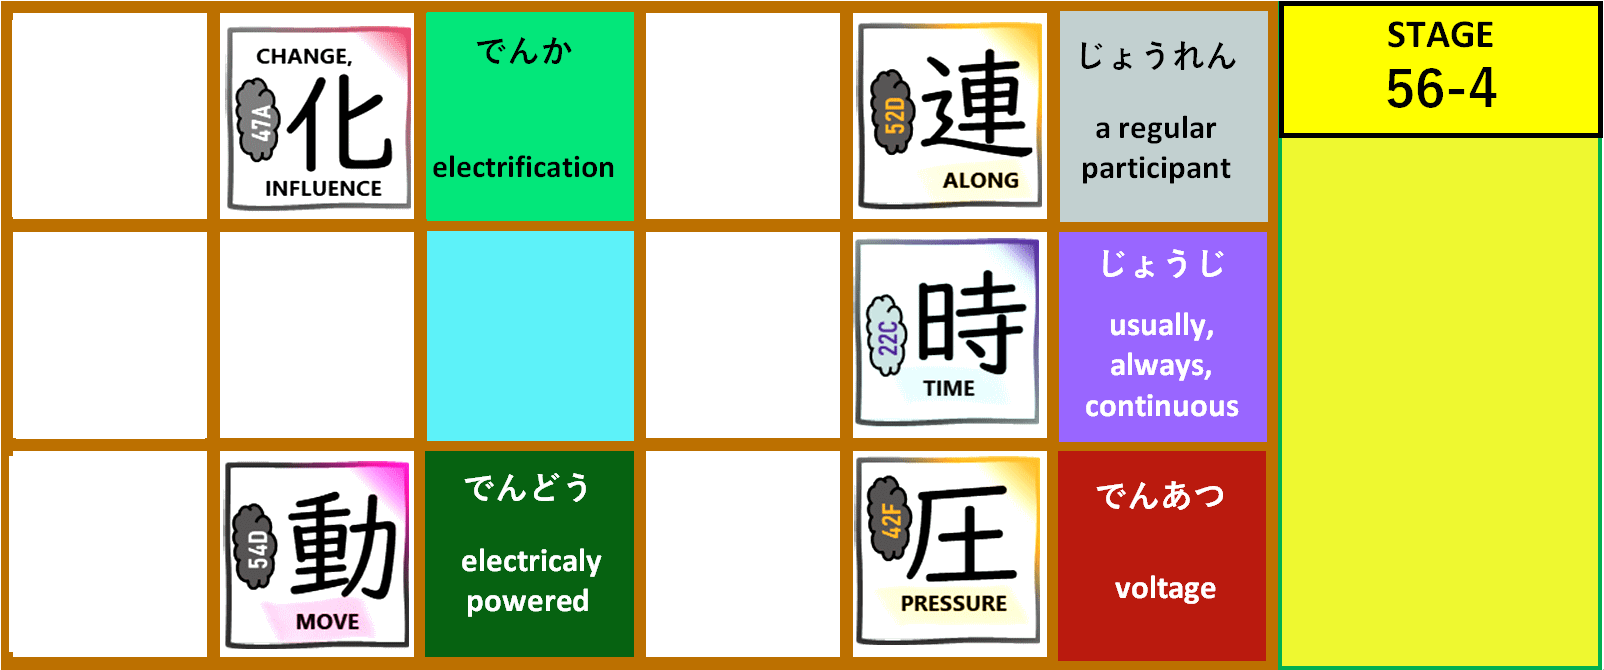 CHANGE,
47A
化
INFLUENCE
でんか
electrification
52D
連
ALONG
じょうれん
a regular
participant
STAGE
56-4
22C
時
TIME
じょうじ
usually,
always,
continuous
54D
動
MOVE
でんどう
electricaly
powered
42F
圧
PRESSURE
でんあつ
voltage